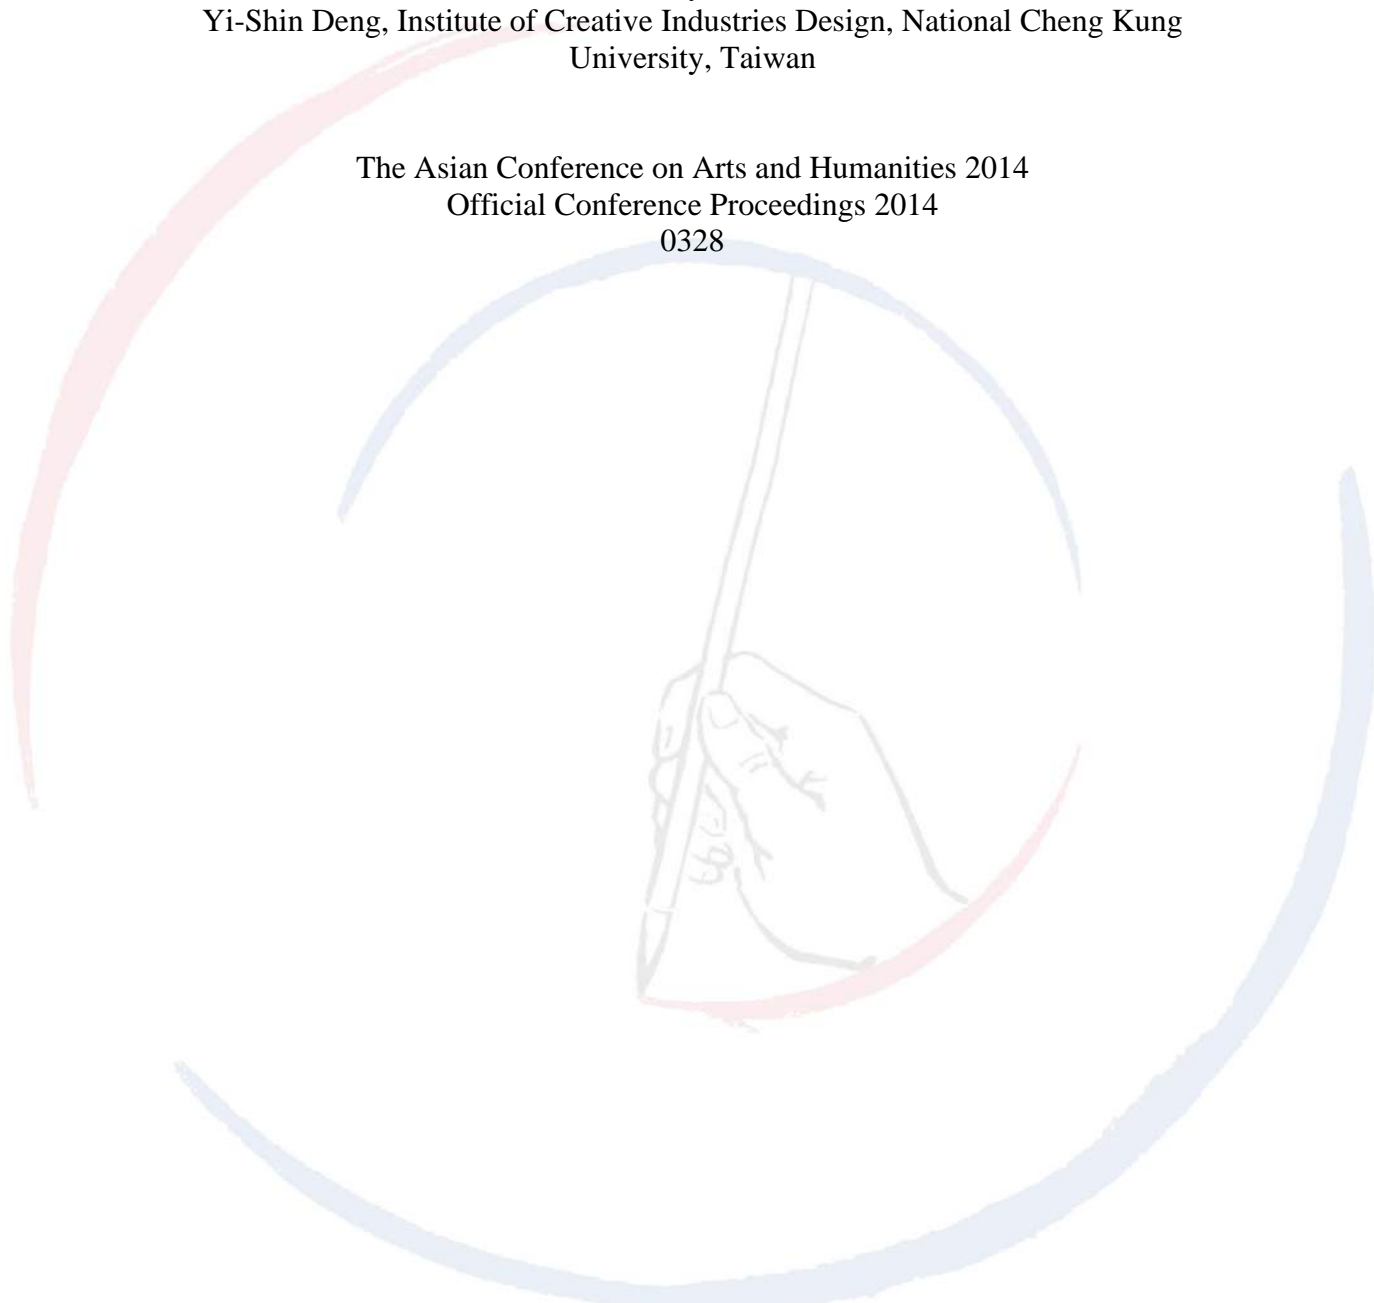 Yi-Shin Deng, Institute of Creative Industries Design, National Cheng Kung
University, Taiwan
The Asian Conference on Arts and Humanities 2014
Official Conference Proceedings 2014
0328